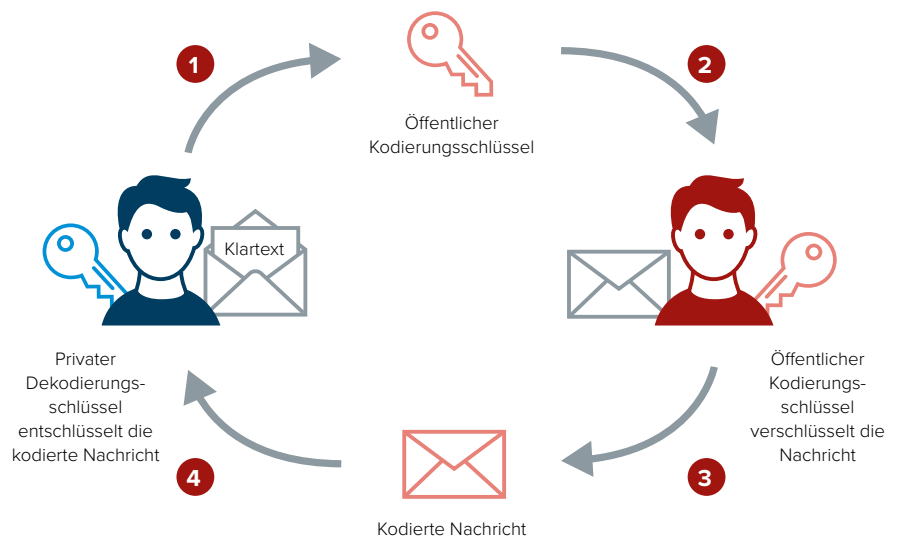 1
Öffentlicher
Kodierungsschlüssel
2
Klartext
Privater
Dekodierungs-
schlüssel
entschlüsselt die
kodierte Nachricht
Öffentlicher
Kodierungs-
schlüssel
verschlüsselt die
Nachricht
4
3
Kodierte Nachricht